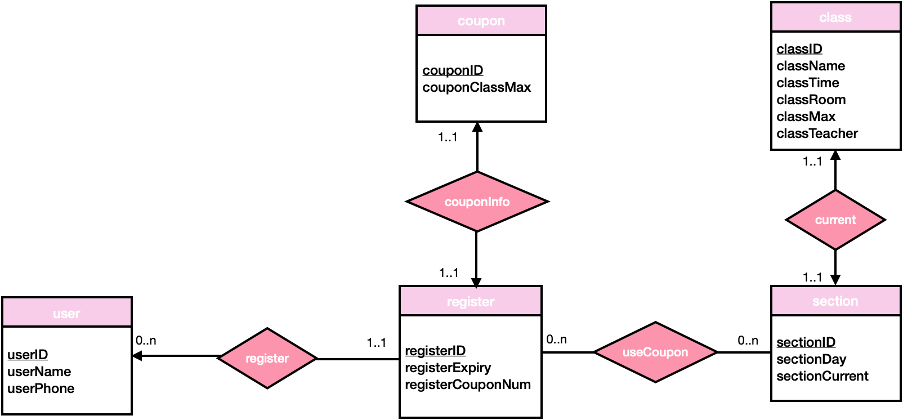 coupon
couponID
couponClassMax
class
classID
className
classTime
classRoom
classMax
classTeacher
1..1
1..1
couponInfo
current
1..1
1..1
user
userID
userName
userPhone
0..n
register
1..1
register
registerID
registerExpiry
registerCouponNum
0..n
useCoupon
0..n
section
sectionID
sectionDay
sectionCurrent